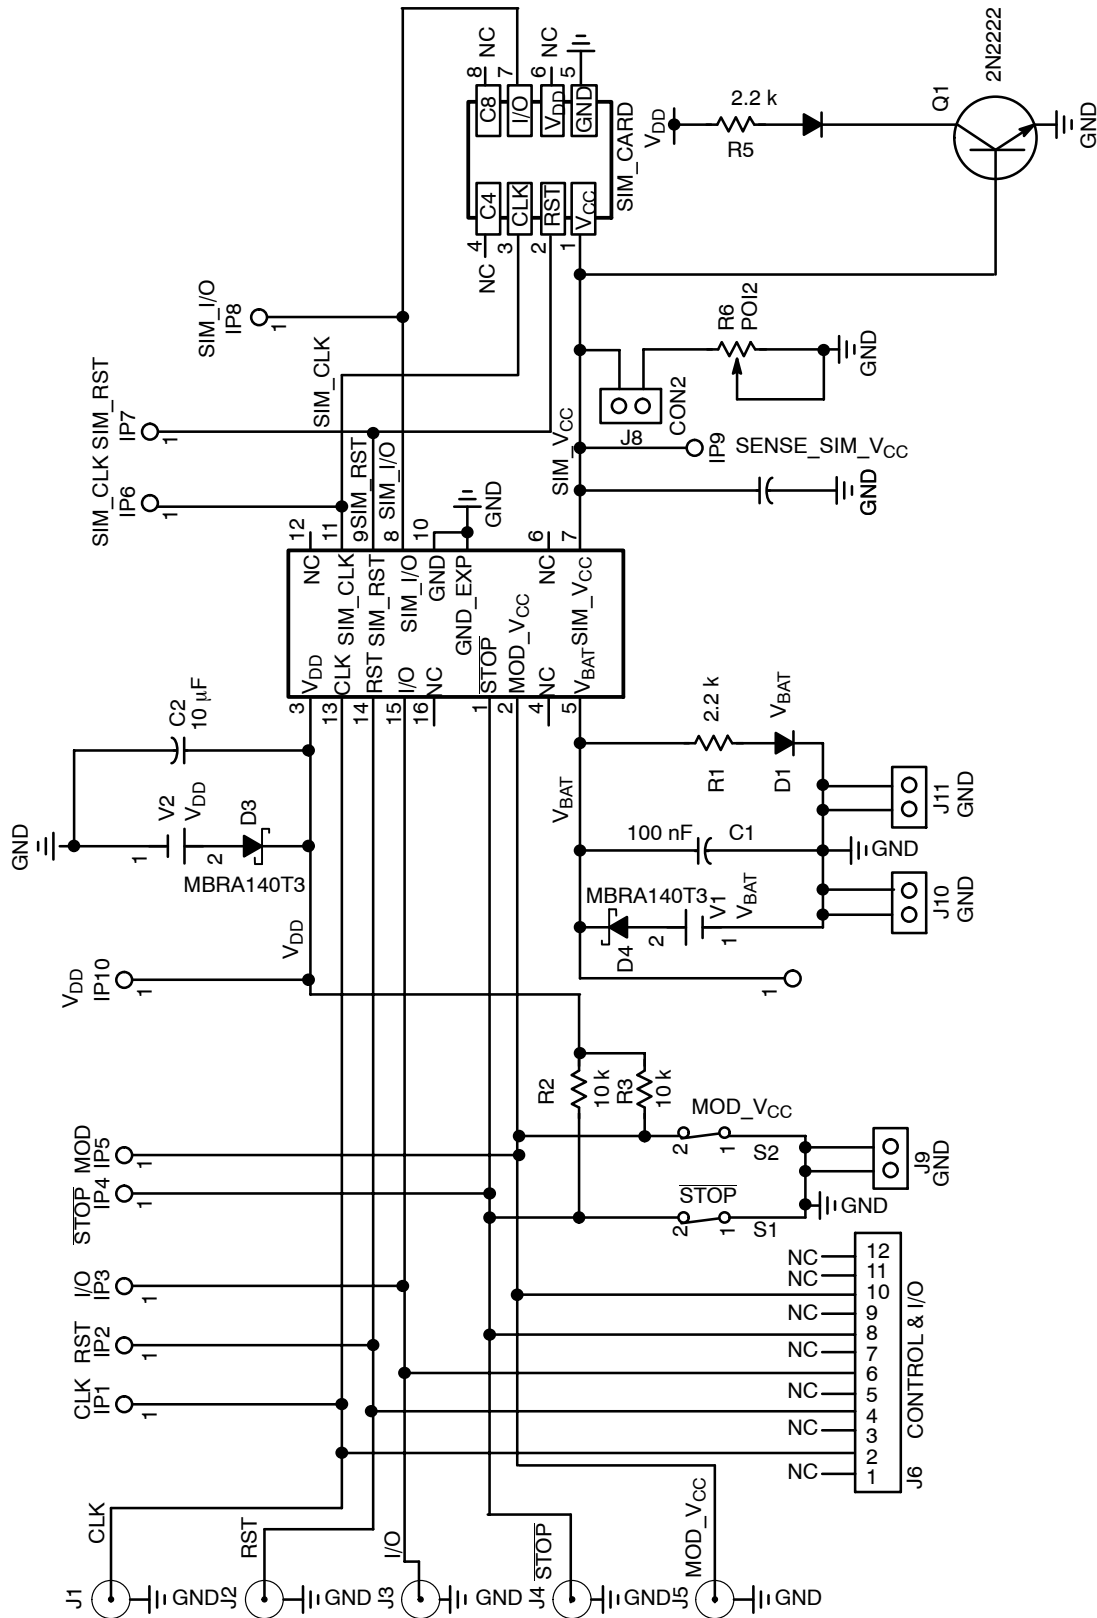 J1
CLK
GND
J2
RST
GND
J3
I/O
GND
J4
STOP
GND
J5
MOD_VCC
GND
CLK
IP1
1
RST
IP2
1
I/O
IP3
1
STOP
IP4
1
MOD
IP5
1
VDD
IP10
1
J6
CONTROL & I/O
1
2
3
4
5
6
7
8
9
10
11
12
NC
NC
NC
NC
NC
NC
NC
STOP
S1
2
1
MOD_VCC
S2
2
1
GND
J9
GND
R2
10 k
R3
10 k
VDD
GND
V2
VDD
1
2
D3
MBRA140T3
C2
10 μF
1
MBRA140T3
D4
V1
VBAT
2
1
VBAT
100 nF
C1
GND
J10
GND
J11
GND
R1
2.2 k
D1
VBAT
3
VDD
13
CLK
14
RST
15
I/O
16
NC
1
STOP
2
MOD_VCC
4
NC
5
VBAT
12
NC
11
SIM_CLK
9
SIM_RST
8
SIM_I/O
10
GND
GND_EXP
6
NC
7
SIM_VCC
GND
SIM_CLK
IP6
1
SIM_RST
IP7
1
SIM_I/O
IP8
1
SIM_RST
SIM_I/O
SIM_CLK
SIM_VCC
GND
IP9
SENSE_SIM_VCC
J8
CON2
R6
POI2
GND
NC
4
C4
3
CLK
2
RST
1
VCC
8
NC
C8
7
I/O
6
NC
VDD
5
GND
SIM_CARD
VDD
2.2 k
R5
Q1
2N2222
GND